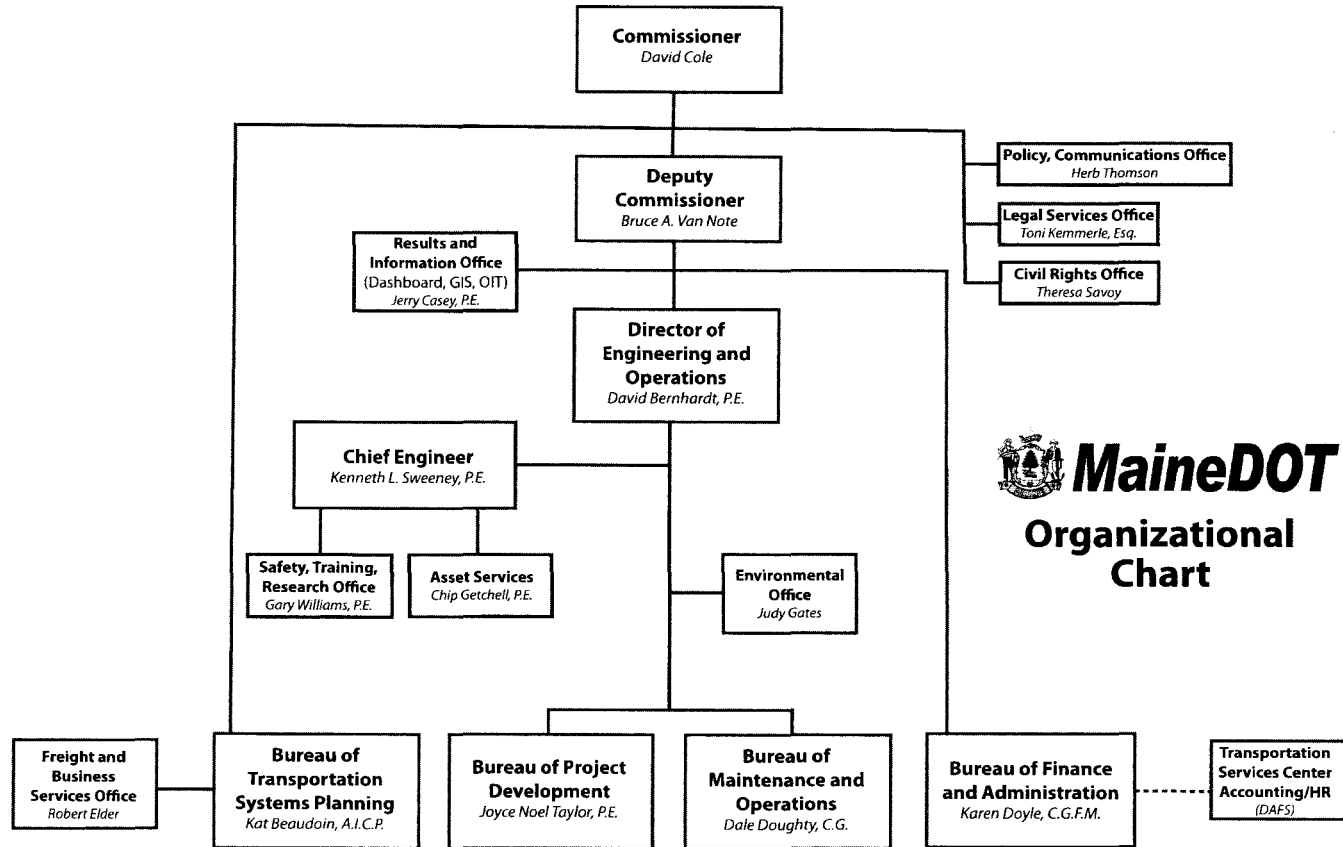 Commissioner
David Cole
Deputy
Commissioner
Bruce A. Van Note
Policy, Communications Office
Herb Thomson
Legal Services Office
Toni Kemmerle, Esq.
Civil Rights Office
Theresa Savoy
Results and
Information Office
(Dashboard, GIS, OIT)
Jerry Casey, P.E.
Director of
Engineering and
Operations
David Bernhardt, P.E.
Chief Engineer
Kenneth L. Sweeney, P.E.
MaineDOT
Organizational
Chart
Safety, Training,
Research Office
Gary Williams, P.E.
Asset Services
Chip Getchell, P.E.
Environmental
Office
Judy Gates
Freight and
Business
Services Office
Robert Elder
Bureau of
Transportation
Systems Planning
Kat Beaudoin, A.I.C.P.
Bureau of Project
Development
Joyce Noel Taylor, P.E.
Bureau of
Maintenance and
Operations
Dale Doughty, C.G.
Bureau of Finance
and Administration
Karen Doyle, C.G.F.M.
Transportation
Services Center
Accounting/HR
(DAFS)